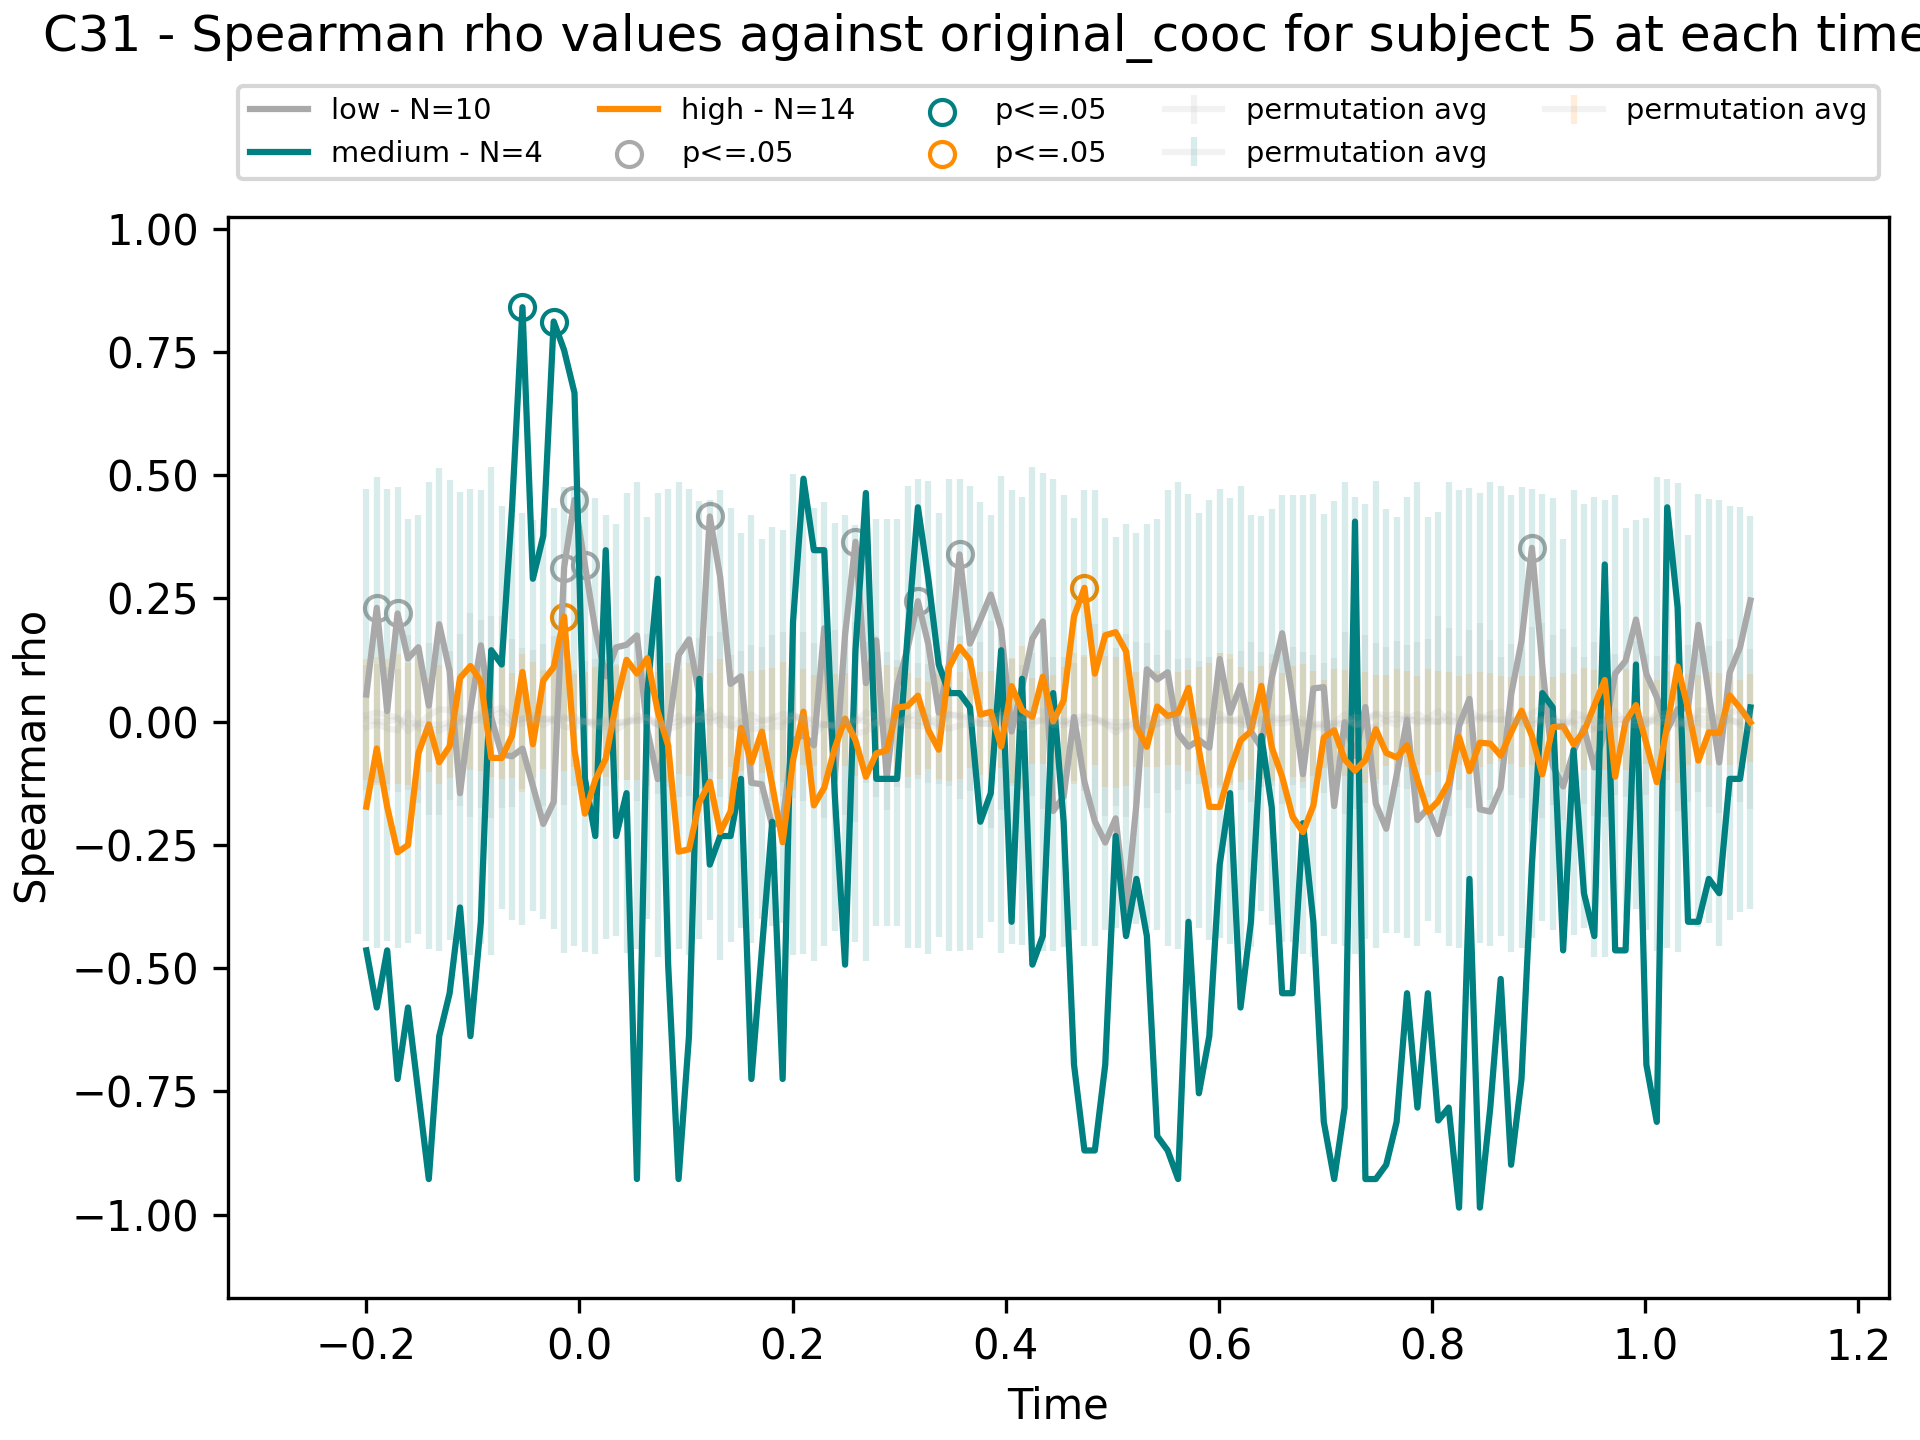 C31 - Spearman rho values against original_cooc for subject 5 at each time
low - N=10
medium - N=4
high - N=14
p<=.05
p<=.05
p<=.05
permutation avg
permutation avg
permutation avg
1.00
0.75
0.50
0.25
0.00
−0.25
−0.50
−0.75
−1.00
Spearman rho
−0.2 0.0 0.2 0.4 0.6 0.8 1.0 1.2
Time